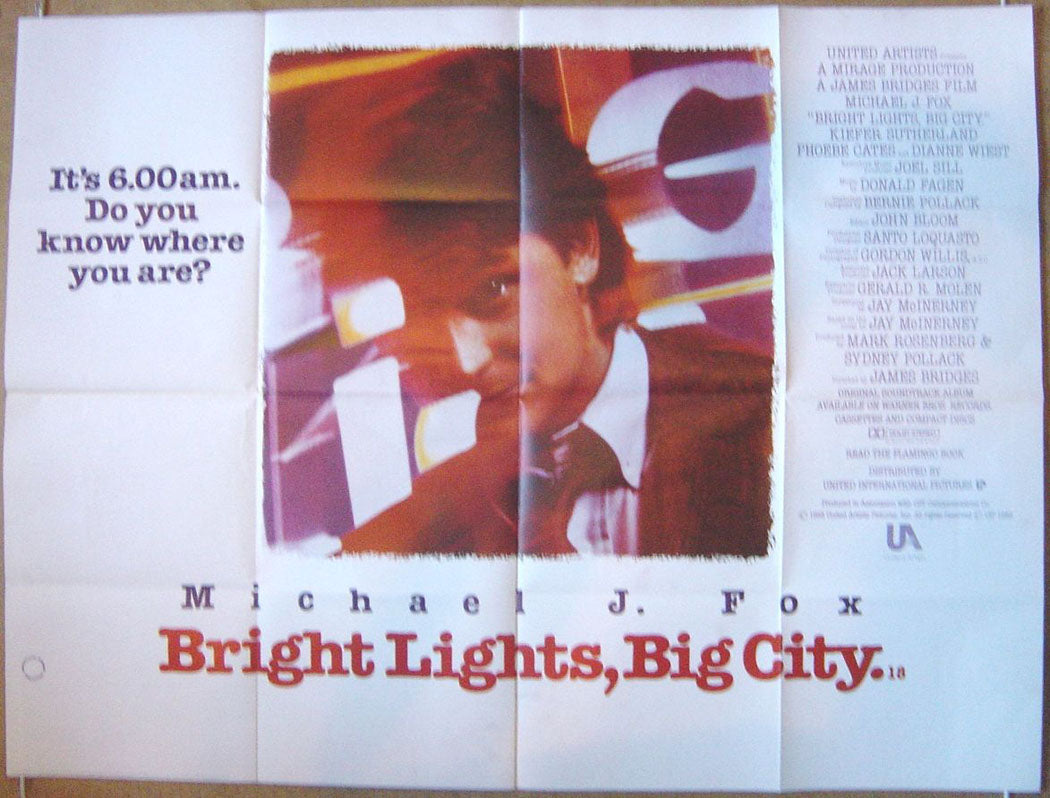 It's 6.00am.
Do you
know where
you are?
UNITED ARTISTS
A MIRAGE PRODUCTION
A JAMES BRIDGES FILM
MICHAEL J FOX
"BRIGHT LIGHTS, BIG CITY."
KIEFER SUTHERLAND
PHOEBE CATES AND DIANNE WIEST
JOEL SILL
DONALD FAGEN
BERNIE POLLACK
JOHN BLOOM
SANTO LOQUASTO
GORDON WILLIS,
JACK LARSON
GERALD R. MOLEN
JAY McINERNEY
JAY McINERNEY
MARK ROSENBERG &
SYDNEY POLLACK
JAMES BRIDGES
ORIGINAL SOUNDTRACK ALBUM
AVAILABLE ON WARNER BROS. RECORDS,
CASSETTES AND COMPACT DISCS
READ THE FLAMINGO BOOK
DISTRIBUTED BY
UNITED INTERNATIONAL PICTURES
UA
Michael J. Fox
Bright Lights, Big City. 18